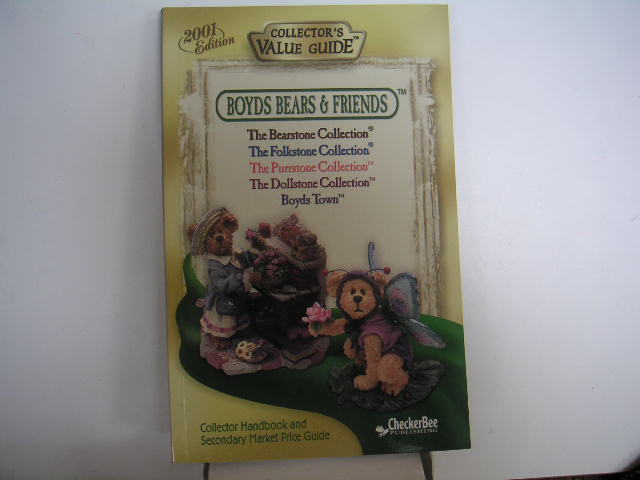 2001
Edition
COLLECTOR'S
VALUE GUIDE™
BOYDS BEARS & FRIENDS™
The Bearstone Collection®
The Folkstone Collection®
The Purrstone Collection™
The Dollstone Collection™
Boyds Town™
Collector Handbook and
Secondary Market Price Guide
CheckerBee
PUBLISHING